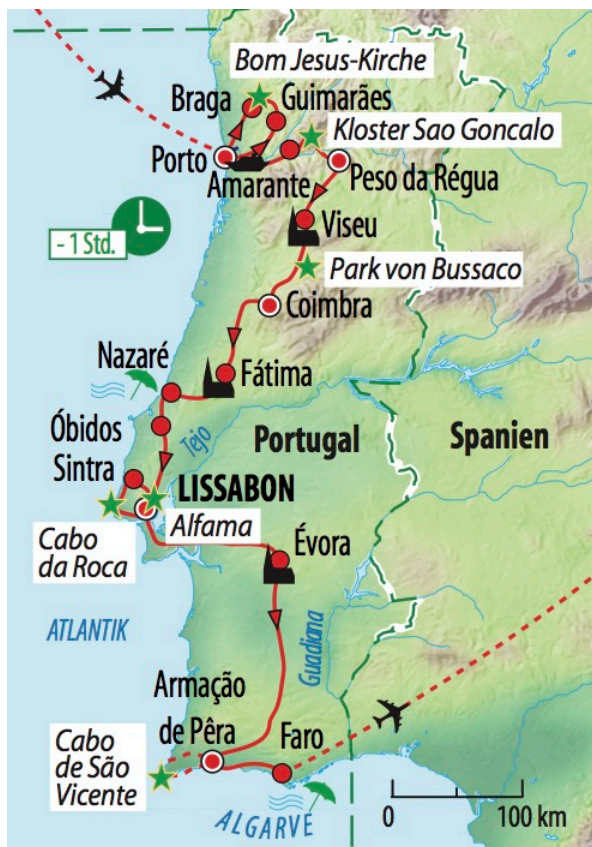 Bom Jesus-Kirche
Braga
Guimarães
Kloster Sao Goncalo
Porto
Amarante
Peso da Régua
- 1 Std.
Viseu
Park von Bussaco
Coimbra
Nazaré
Fátima
Óbidos
Tejo
Portugal
Spanien
Sintra
LISSABON
Alfama
Cabo
da Roca
Évora
ATLANTIK
Guadiana
Armação
de Pêra
Faro
Cabo
de São
Vicente
ALGARVE
0
100 km